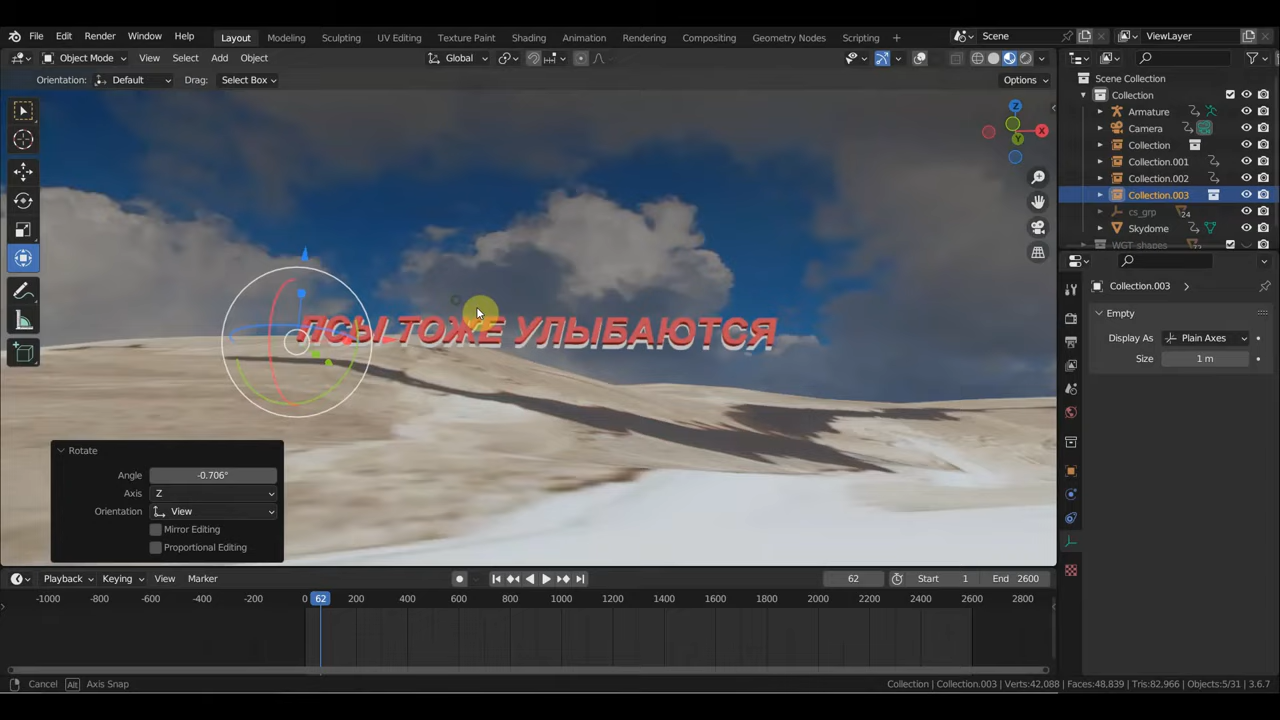 File Edit Render Window Help Layout Modeling Sculpting UV Editing Texture Paint Shading Animation Rendering Compositing Geometry Nodes Scripting + Scene ViewLayer
Object Mode View Select Add Object Global
Orientation: Default Drag: Select Box Options
Scene Collection
Collection
Armature
Camera
Collection
Collection.001
Collection.002
Collection.003
cs_grp 24
Skydome
WGT-shapes
Z
X
Y
ПСЫ ТОЖЕ УЛЫБАЮТСЯ
Collection.003
Empty
Display As Plain Axes
Size 1 m
Rotate
Angle -0.706°
Axis Z
Orientation View
Mirror Editing
Proportional Editing
Playback Keying View Marker 62 Start 1 End 2600
-1000 -800 -600 -400 -200 0 62 200 400 600 800 1000 1200 1400 1600 1800 2000 2200 2400 2600 2800
Cancel Alt Axis Snap Collection | Collection.003 | Verts:42,088 | Faces:48,839 | Tris:82,966 | Objects:5/31 | 3.6.7